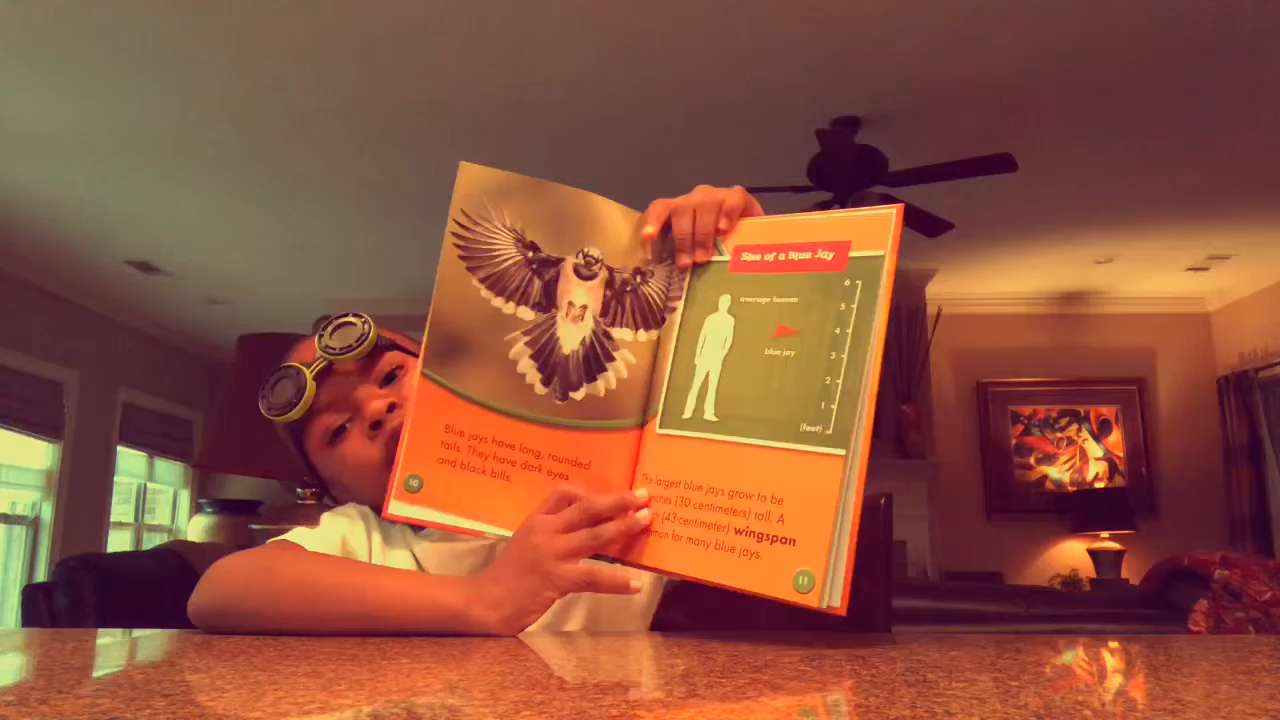 Blue jays have long, rounded
tails. They have dark eyes
and black bills.
10
Size of a Blue Jay
average human
blue jay
6
5
4
3
2
1
(feet)
The largest blue jays grow to be
(30 centimeters) tall. A
(43-centimeter) wingspan
for many blue jays.
11